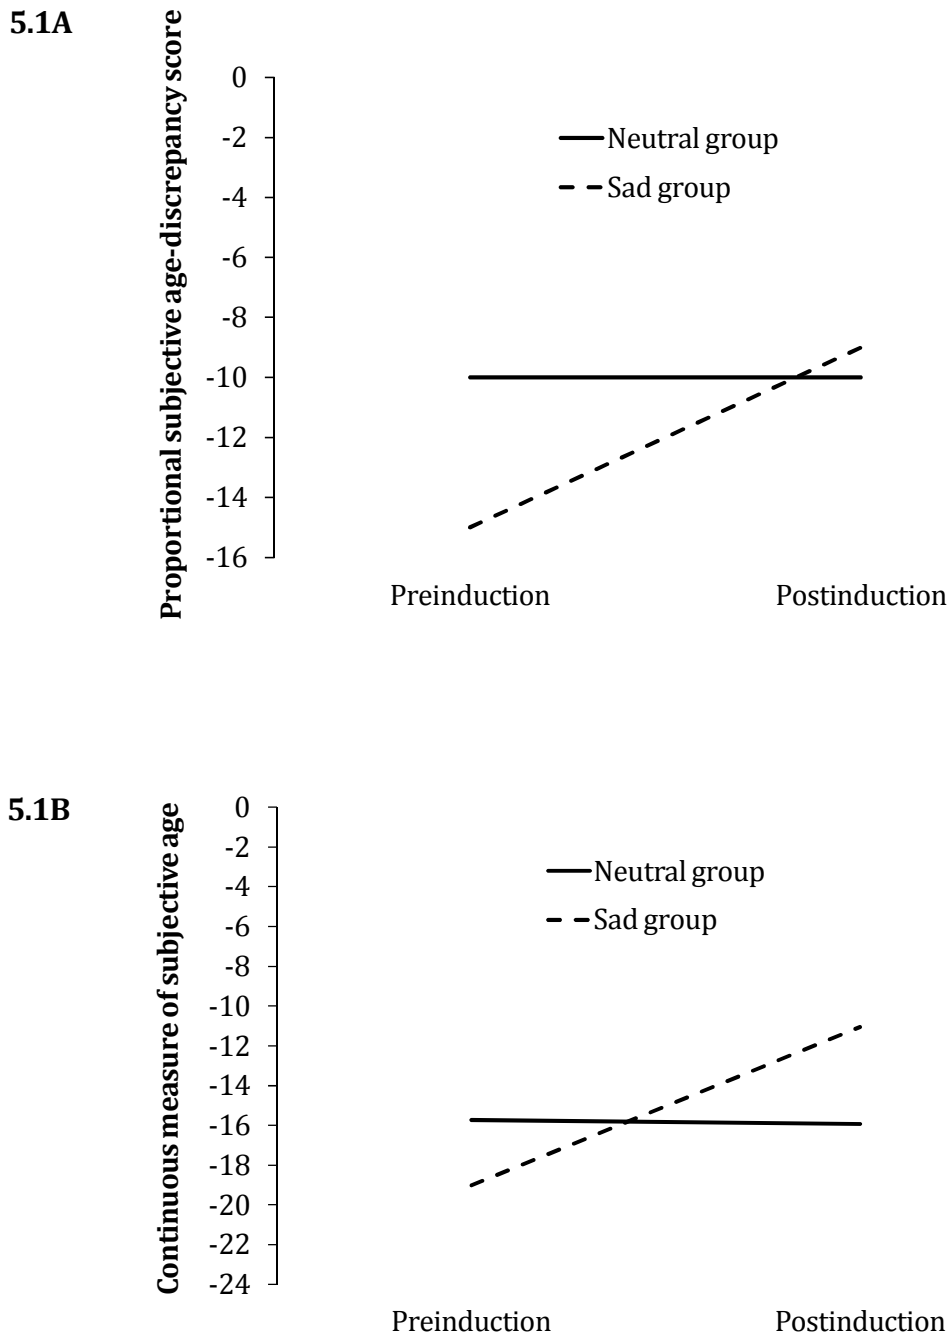 5.1A
Proportional subjective age-discrepancy score
0
-2
-4
-6
-8
-10
-12
-14
-16
Neutral group
Sad group
Preinduction Postinduction
5.1B
Continuous measure of subjective age
0
-2
-4
-6
-8
-10
-12
-14
-16
-18
-20
-22
-24
Neutral group
Sad group
Preinduction Postinduction